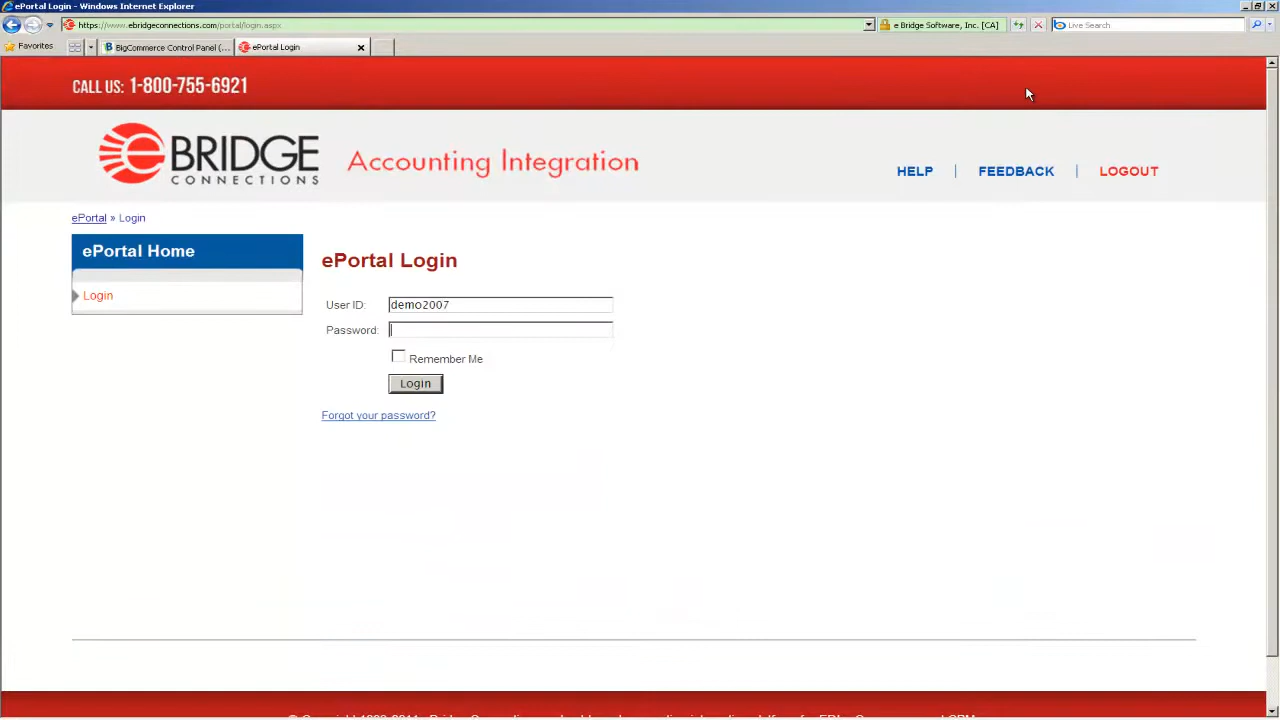 ePortal Login - Windows Internet Explorer
https://www.ebridgeconnections.com/portal/login.aspx
e Bridge Software, Inc. [CA]
Live Search
Favorites
BigCommerce Control Panel (...
ePortal Login
CALL US: 1-800-755-6921
eBRIDGE
CONNECTIONS
Accounting Integration
HELP | FEEDBACK | LOGOUT
ePortal » Login
ePortal Home
Login
ePortal Login
User ID: demo2007
Password:
Remember Me
Login
Forgot your password?